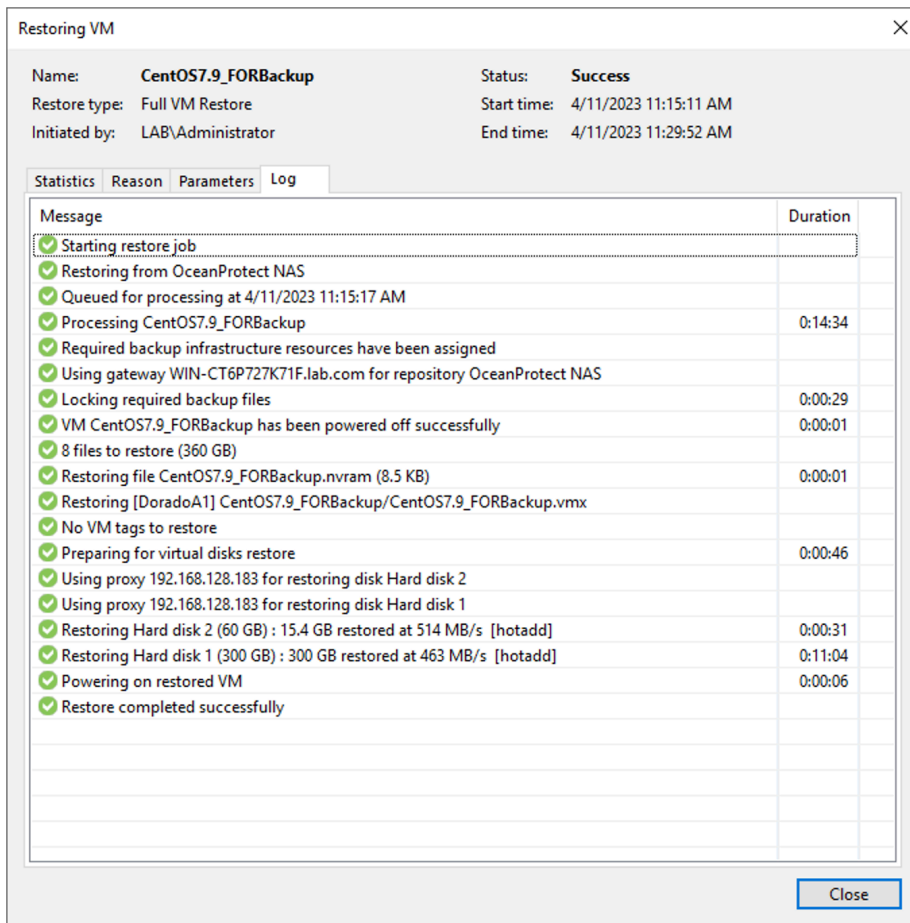 Restoring VM
Name: CentOS7.9_FORBackup Status: Success
Restore type: Full VM Restore Start time: 4/11/2023 11:15:11 AM
Initiated by: LAB\Administrator End time: 4/11/2023 11:29:52 AM
Statistics Reason Parameters Log
Message Duration
Starting restore job
Restoring from OceanProtect NAS
Queued for processing at 4/11/2023 11:15:17 AM
Processing CentOS7.9_FORBackup 0:14:34
Required backup infrastructure resources have been assigned
Using gateway WIN-CT6P727K71F.lab.com for repository OceanProtect NAS
Locking required backup files 0:00:29
VM CentOS7.9_FORBackup has been powered off successfully 0:00:01
8 files to restore (360 GB)
Restoring file CentOS7.9_FORBackup.nvram (8.5 KB) 0:00:01
Restoring [DoradoA1] CentOS7.9_FORBackup/CentOS7.9_FORBackup.vmx
No VM tags to restore
Preparing for virtual disks restore 0:00:46
Using proxy 192.168.128.183 for restoring disk Hard disk 2
Using proxy 192.168.128.183 for restoring disk Hard disk 1
Restoring Hard disk 2 (60 GB) : 15.4 GB restored at 514 MB/s [hotadd] 0:00:31
Restoring Hard disk 1 (300 GB) : 300 GB restored at 463 MB/s [hotadd] 0:11:04
Powering on restored VM 0:00:06
Restore completed successfully
Close